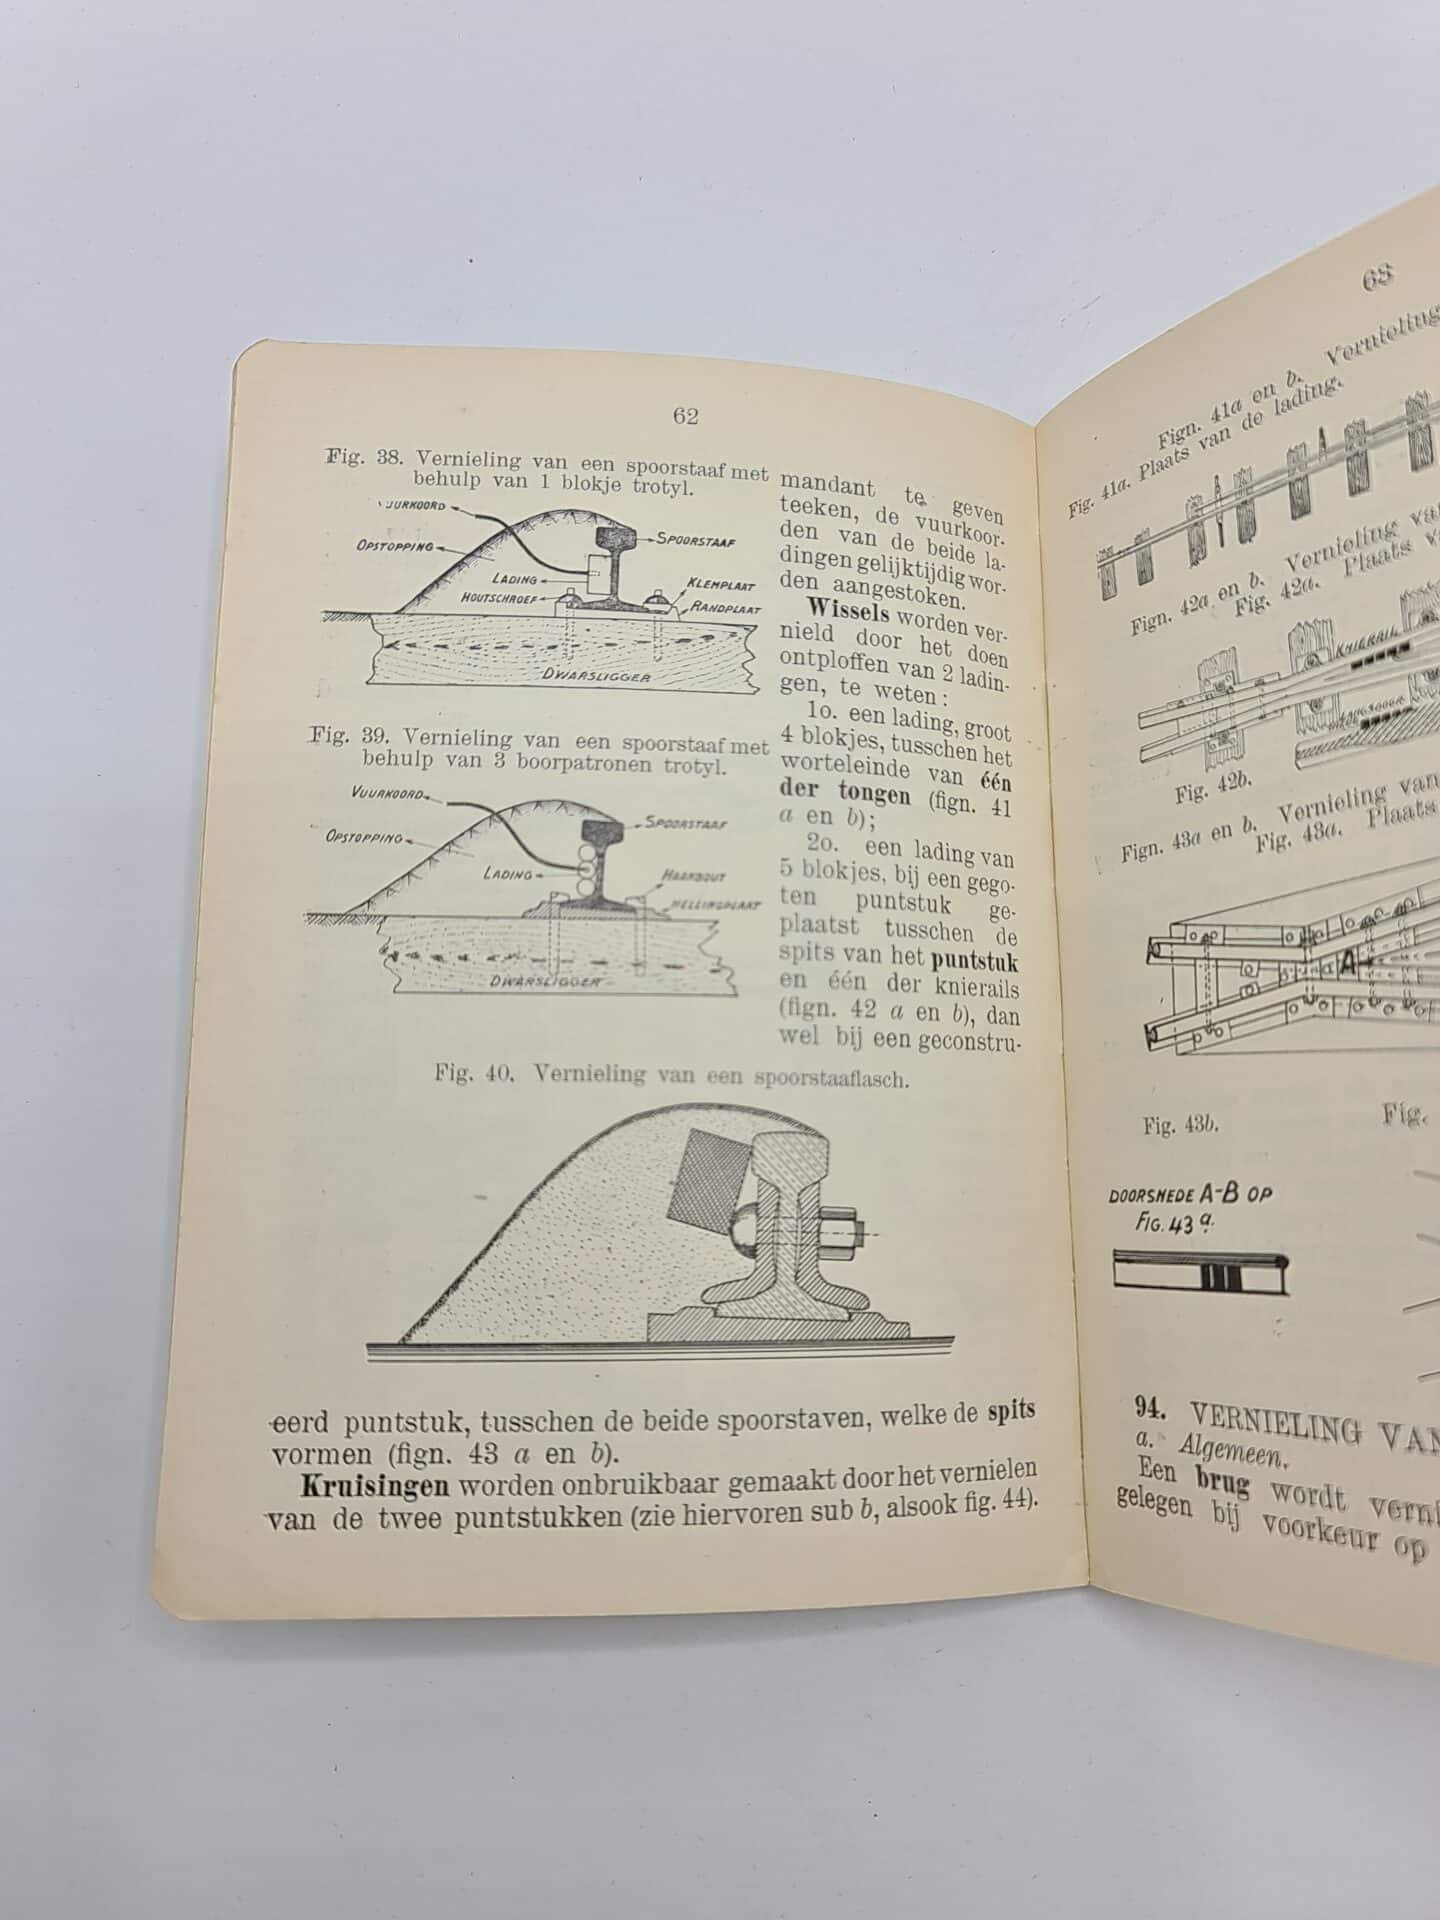 62
Fig. 38. Vernieling van een spoorstaaf met
behulp van 1 blokje trotyl.
OPSTOPPING
LADING
HOUTSCHROEF
SPOORSTAAF
KLEMPLAAT
RANDPLAAT
DWARSLIGGER
Fig. 39. Vernieling van een spoorstaaf met
behulp van 3 boorpatronen trotyl.
VUURKOORD
OPSTOPPING
LADING
SPOORSTAAF
HAAKBOUT
HELLINGPLAAT
DWARSLIGGER
mandant te geven
teeken, de vuurkoor-
den van de beide la-
dingen gelijktijdig wor-
den aangestoken.
Wissels worden ver-
nield door het doen
ontploffen van 2 ladin-
gen, te weten:
1o. een lading, groot
4 blokjes, tusschen het
worteleinde van één
der tongen (fign. 41
a en b);
2o. een lading van
5 blokjes, bij een gego-
ten puntstuk ge-
plaatst tusschen de
spits van het puntstuk
en één der knierails
(fign. 42 a en b), dan
wel bij een geconstru-
Fig. 40. Vernieling van een spoorstaaflasch.
eerd puntstuk, tusschen de beide spoorstaven, welke de spits
vormen (fign. 43 a en b).
Kruisingen worden onbruikbaar gemaakt door het vernielen
van de twee puntstukken (zie hiervoren sub b, alsook fig. 44).
63
Fign. 41a en b. Vernieling
Fig. 41a. Plaats van de lading.
Fign. 42a en b. Vernieling
Fig. 42a. Plaats
KNIERAIL
Fig. 42b.
Fign. 43a en b. Vernieling van
Fig. 43a. Plaats
A
Fig. 43b.
Fig.
DOORSNEDE A-B OP
FIG. 43 a.
94. VERNIELING VAN
a. Algemeen.
Een brug wordt
gelegen bij voorkeur op